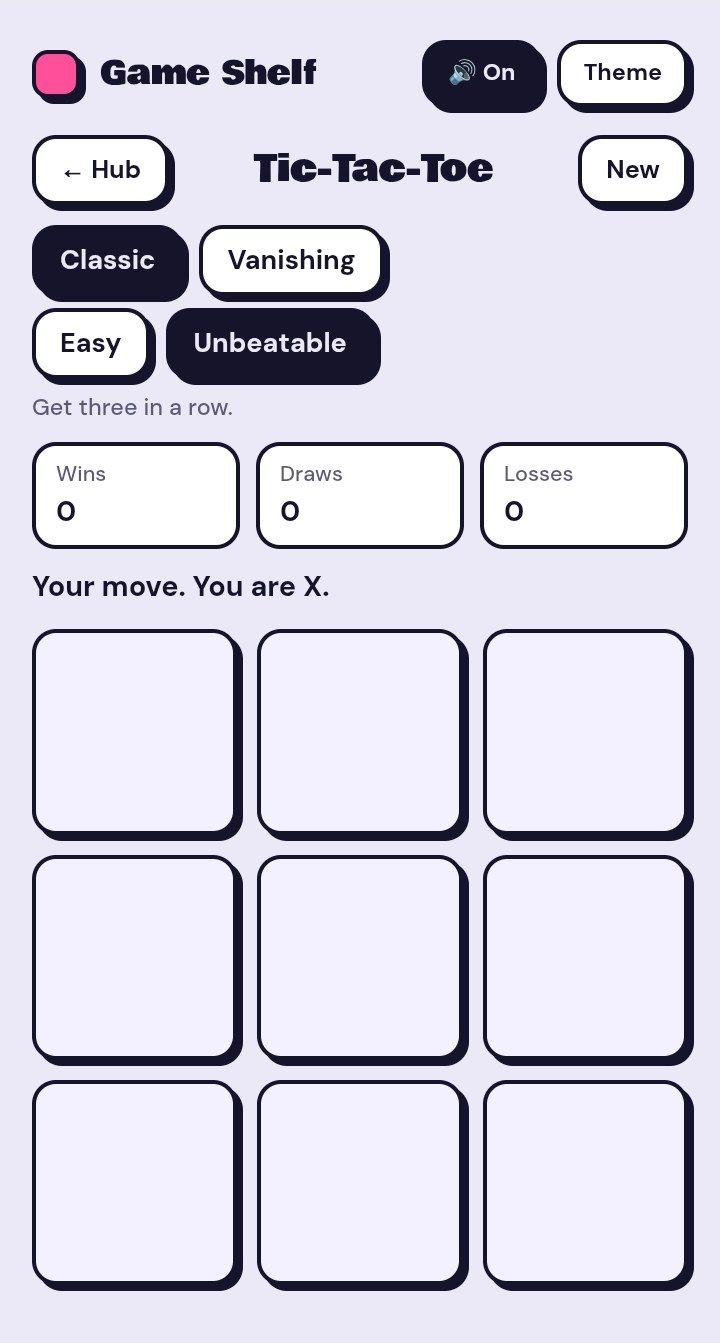 Game Shelf
🔊 On
Theme
← Hub
Tic-Tac-Toe
New
Classic
Vanishing
Easy
Unbeatable
Get three in a row.
Wins
0
Draws
0
Losses
0
Your move. You are X.